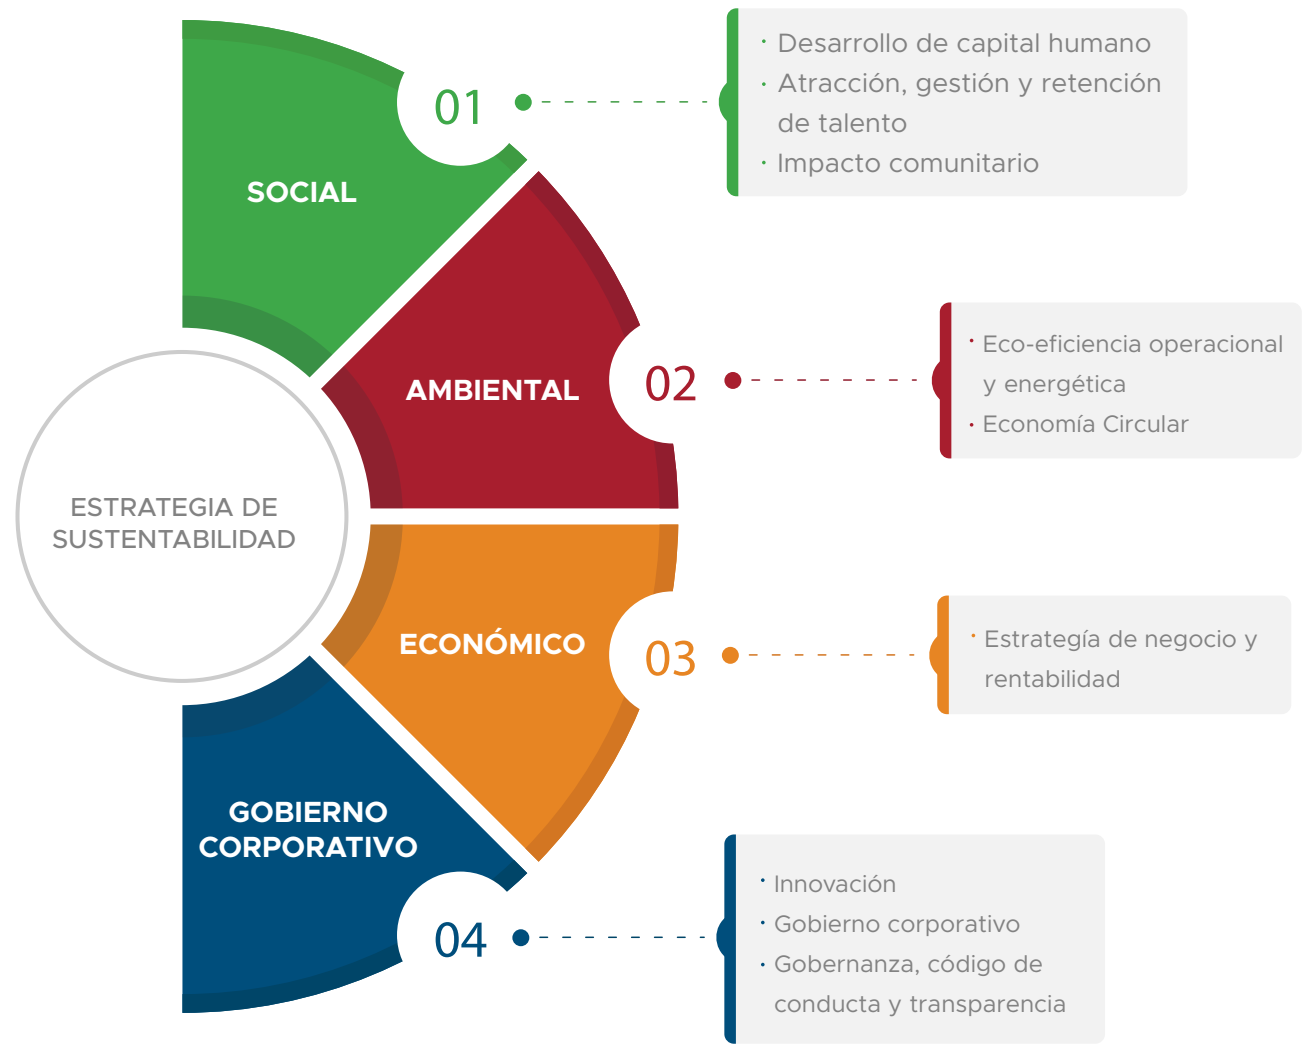 ESTRATEGIA DE
SUSTENTABILIDAD
SOCIAL
01
· Desarrollo de capital humano
· Atracción, gestión y retención
de talento
· Impacto comunitario
AMBIENTAL
02
· Eco-eficiencia operacional
y energética
· Economía Circular
ECONÓMICO
03
· Estrategía de negocio y
rentabilidad
GOBIERNO
CORPORATIVO
04
· Innovación
· Gobierno corporativo
· Gobernanza, código de
conducta y transparencia